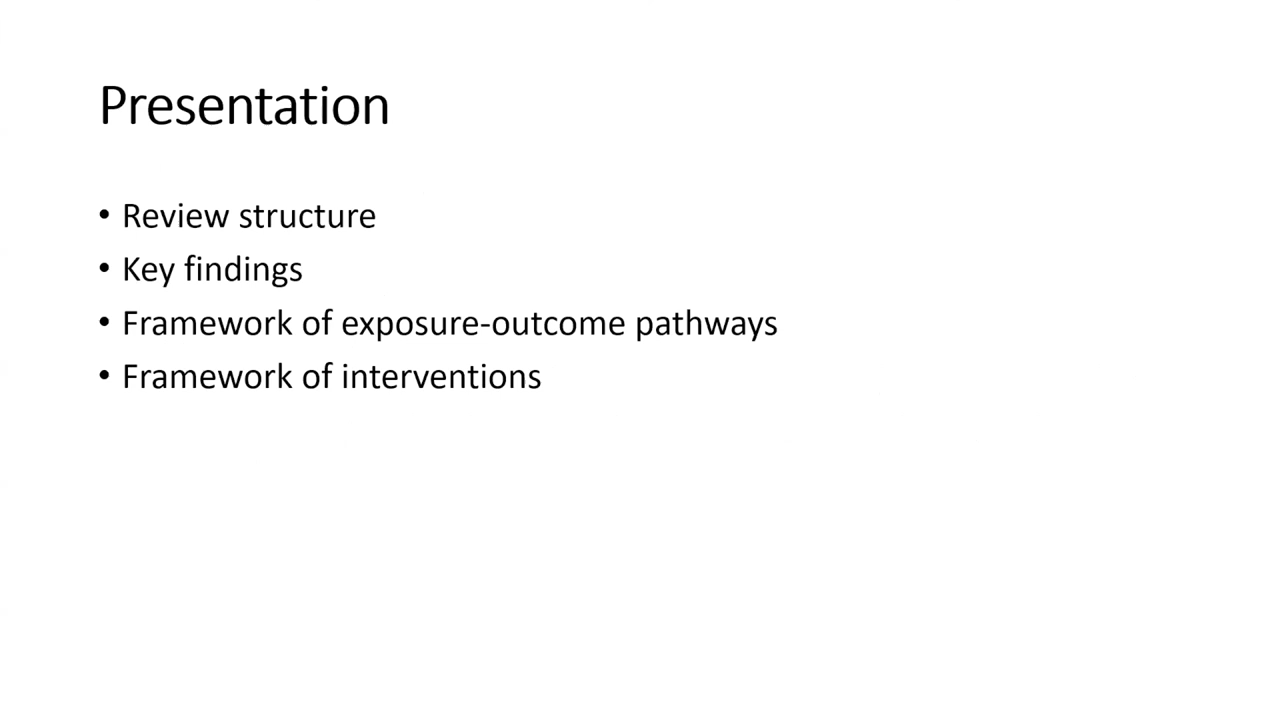 Presentation
• Review structure
• Key findings
• Framework of exposure-outcome pathways
• Framework of interventions